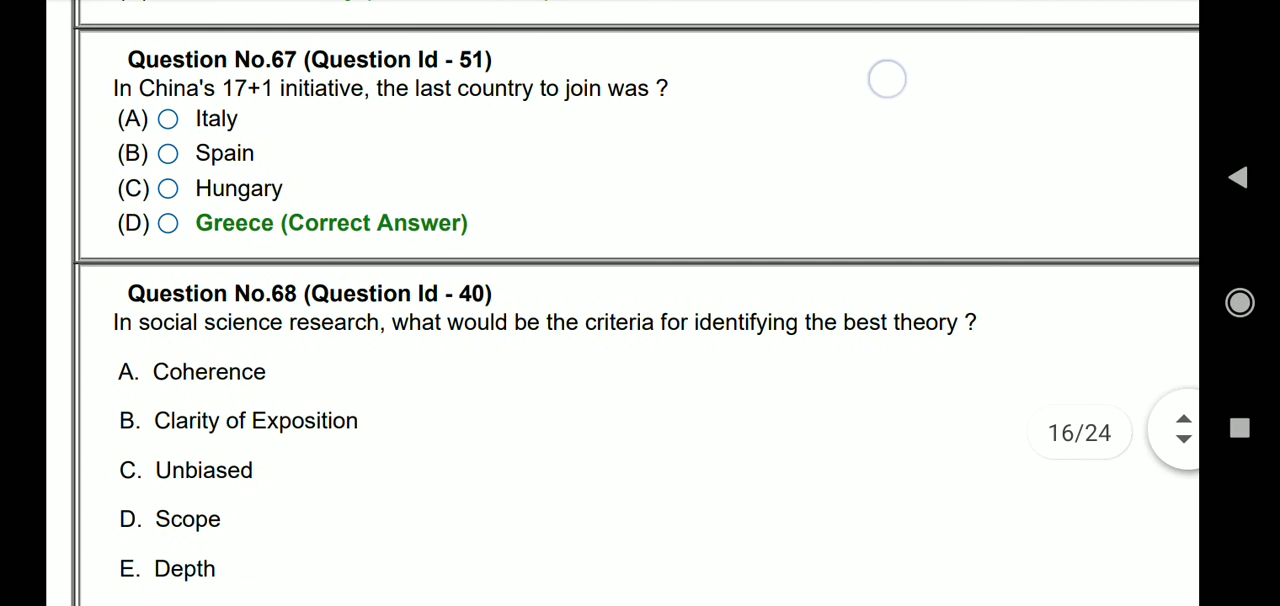 Question No.67 (Question Id - 51)
In China's 17+1 initiative, the last country to join was ?
(A) Italy
(B) Spain
(C) Hungary
(D) Greece (Correct Answer)
Question No.68 (Question Id - 40)
In social science research, what would be the criteria for identifying the best theory ?
A. Coherence
B. Clarity of Exposition
C. Unbiased
16/24
D. Scope
E. Depth